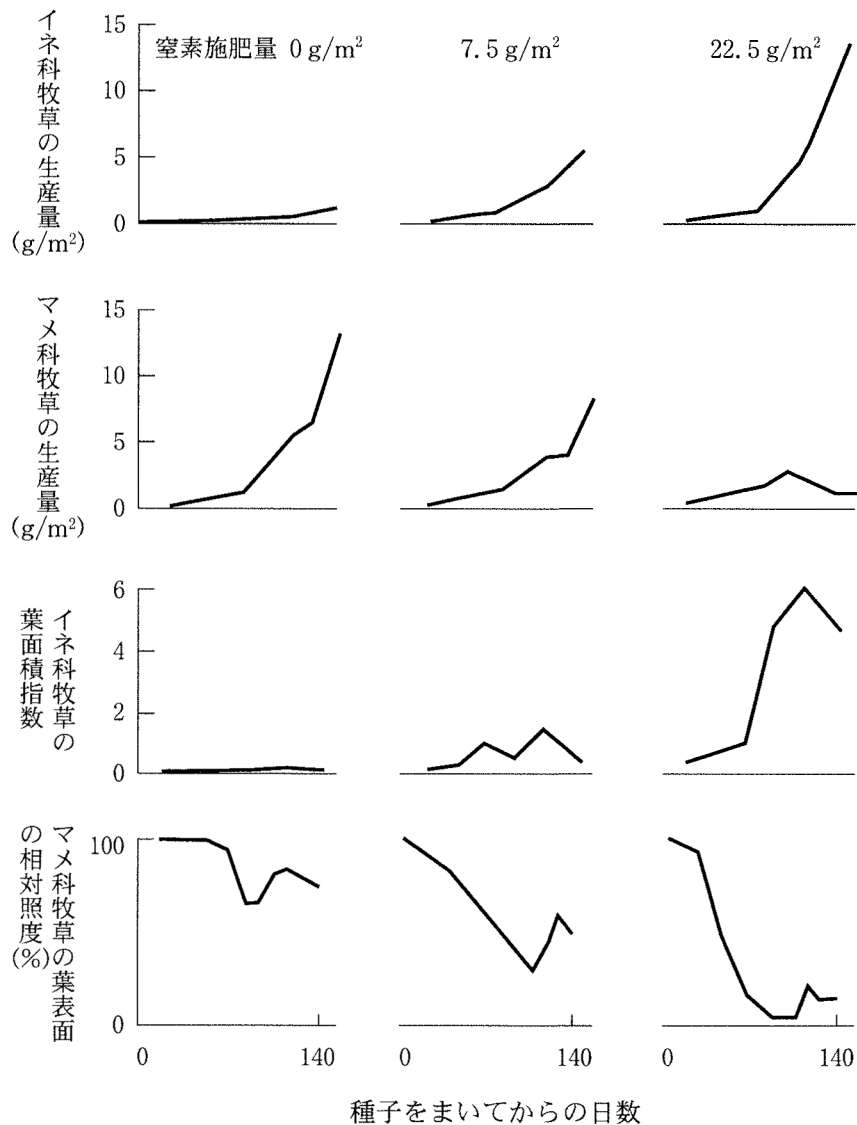 窒素施肥量 0 g/m²
7.5 g/m²
22.5 g/m²
イネ科牧草の生産量
(g/m²)
15
10
5
0
マメ科牧草の生産量
(g/m²)
15
10
5
0
イネ科牧草の
葉面積指数
6
4
2
0
マメ科牧草の葉表面
の相対照度(%)
100
0
0
140
0
140
0
140
種子をまいてからの日数